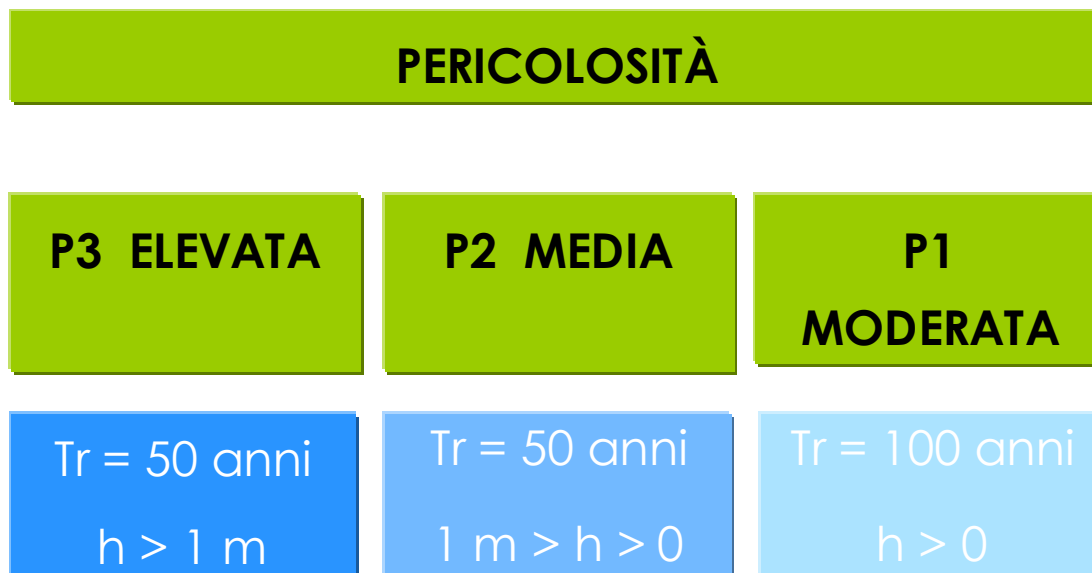 PERICOLOSITÀ
P3 ELEVATA
P2 MEDIA
P1
MODERATA
Tr = 50 anni
h > 1 m
Tr = 50 anni
1 m > h > 0
Tr = 100 anni
h > 0